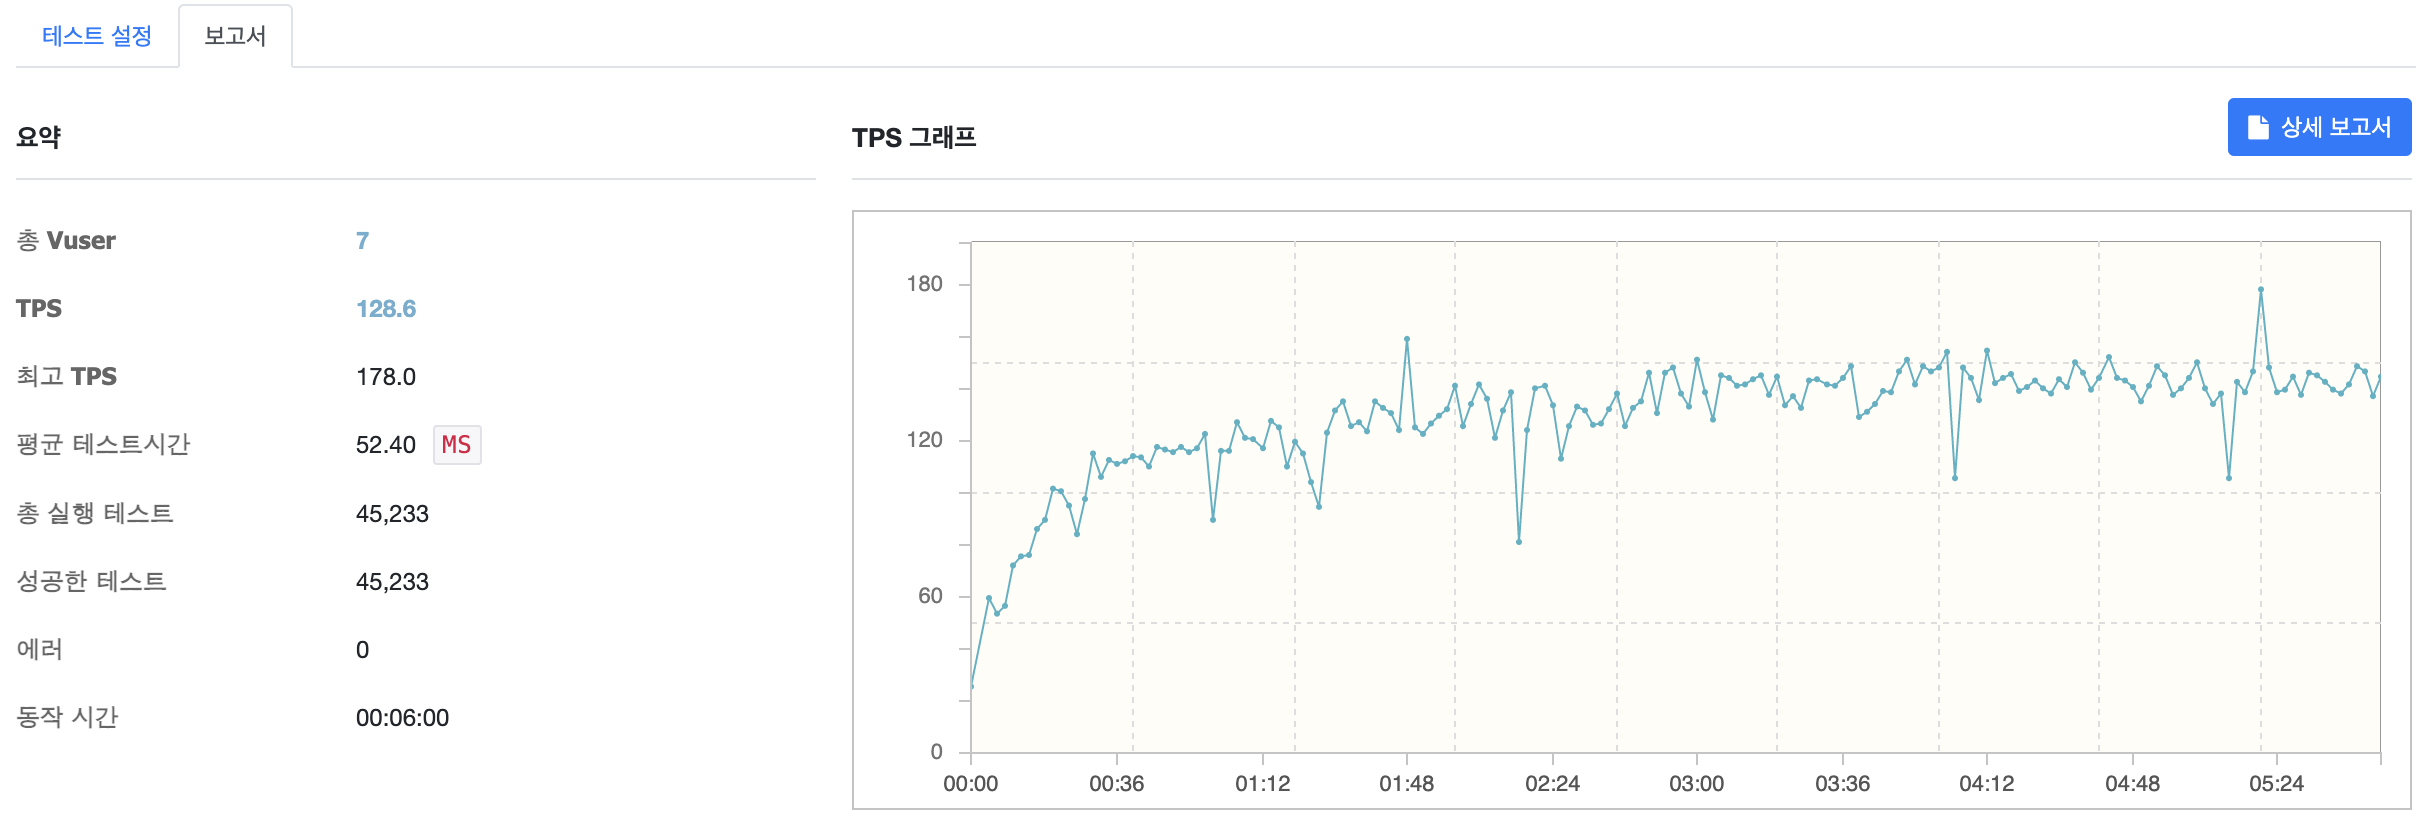 테스트 설정
보고서
요약
총 Vuser 7
TPS 128.6
최고 TPS 178.0
평균 테스트시간 52.40 MS
총 실행 테스트 45,233
성공한 테스트 45,233
에러 0
동작 시간 00:06:00
TPS 그래프
상세 보고서
180
120
60
0
00:00 00:36 01:12 01:48 02:24 03:00 03:36 04:12 04:48 05:24